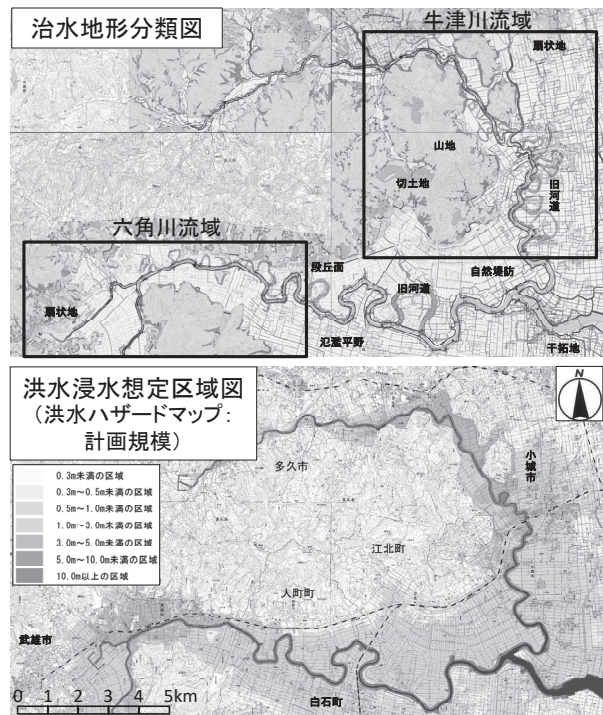 治水地形分類図
牛津川流域
扇状地
山地
切土地
旧河道
六角川流域
段丘面
旧河道
自然堤防
扇状地
氾濫平野
干拓地
洪水浸水想定区域図
(洪水ハザードマップ:
計画規模)
N
多久市
小城市
0.3m未満の区域
0.3m～0.5m未満の区域
0.5m～1.0m未満の区域
1.0m～3.0m未満の区域
3.0m～5.0m未満の区域
5.0m～10.0m未満の区域
10.0m以上の区域
江北町
人町町
武雄市
白石町
0 1 2 3 4 5km